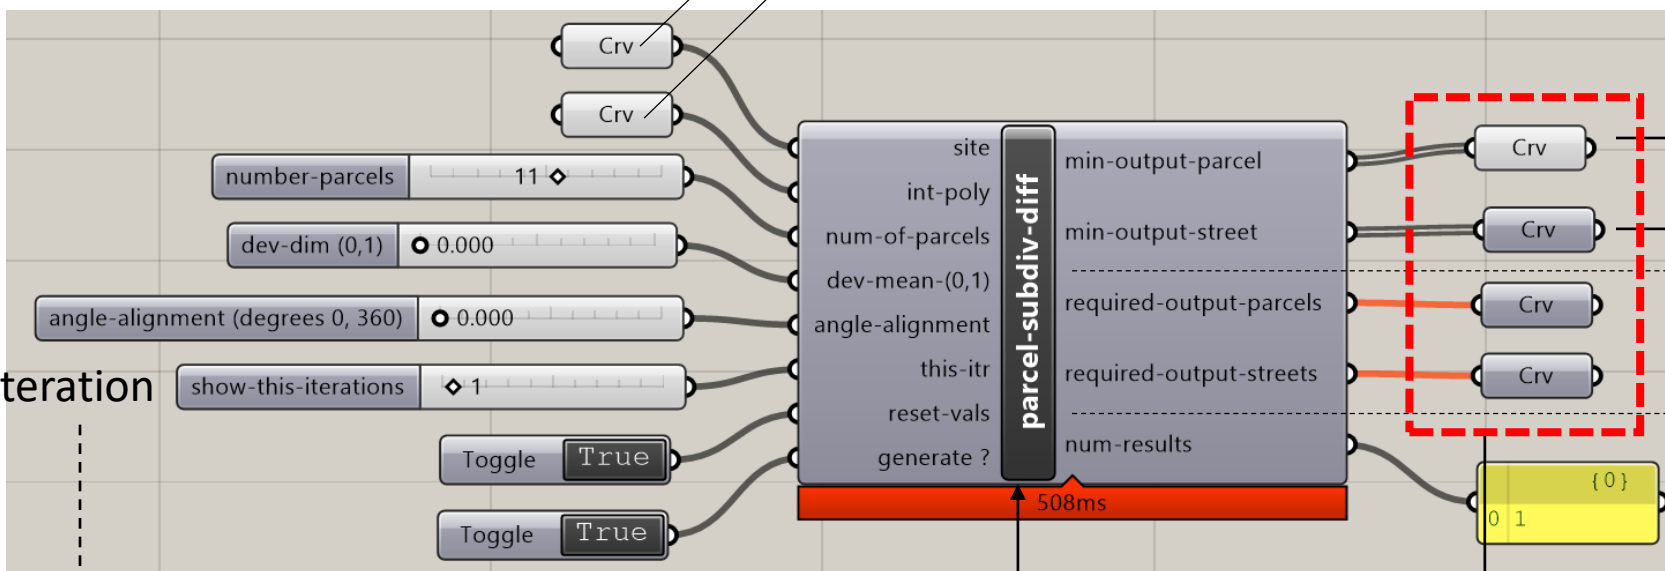 Crv
Crv
number-parcels 11
dev-dim (0,1) 0.000
angle-alignment (degrees 0, 360) 0.000
teration
show-this-iterations 1
Toggle True
Toggle True
site
int-poly
num-of-parcels
dev-mean-(0,1)
angle-alignment
this-itr
reset-vals
generate ?
parcel-subdiv-diff
min-output-parcel
min-output-street
required-output-parcels
required-output-streets
num-results
508ms
Crv
Crv
Crv
Crv
{0}
0 1